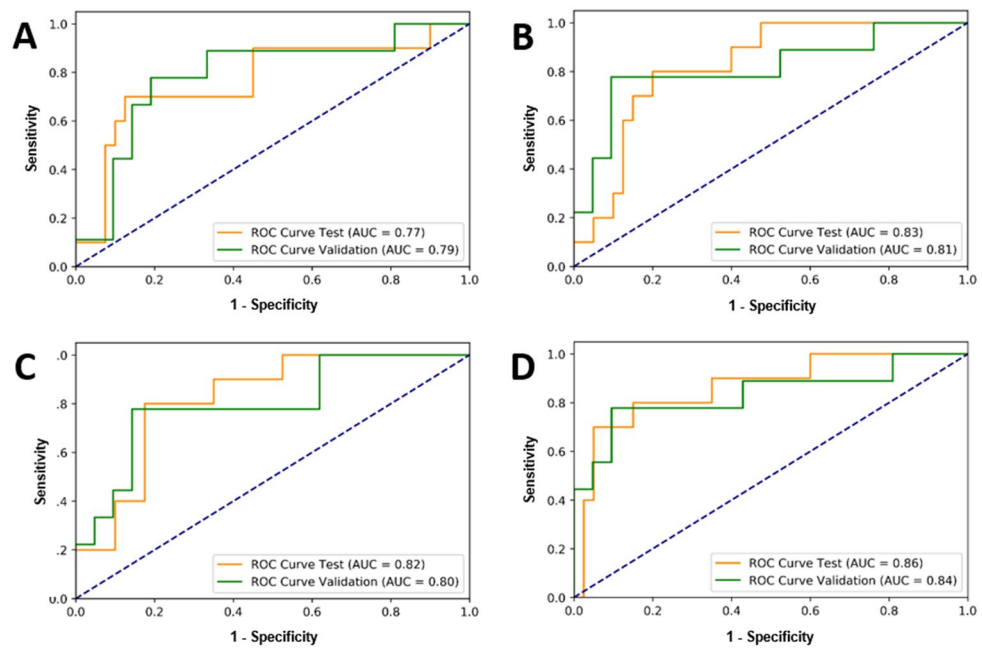 A
1.0
0.8
0.6
0.4
0.2
0.0
Sensitivity
ROC Curve Test (AUC = 0.77)
ROC Curve Validation (AUC = 0.79)
0.0 0.2 0.4 0.6 0.8 1.0
1 - Specificity
B
1.0
0.8
0.6
0.4
0.2
0.0
Sensitivity
ROC Curve Test (AUC = 0.83)
ROC Curve Validation (AUC = 0.81)
0.0 0.2 0.4 0.6 0.8 1.0
1 - Specificity
C
.0
.8
.6
.4
.2
0.0
Sensitivity
ROC Curve Test (AUC = 0.82)
ROC Curve Validation (AUC = 0.80)
0.0 0.2 0.4 0.6 0.8 1.0
1 - Specificity
D
1.0
0.8
0.6
0.4
0.2
0.0
Sensitivity
ROC Curve Test (AUC = 0.86)
ROC Curve Validation (AUC = 0.84)
0.0 0.2 0.4 0.6 0.8 1.0
1 - Specificity